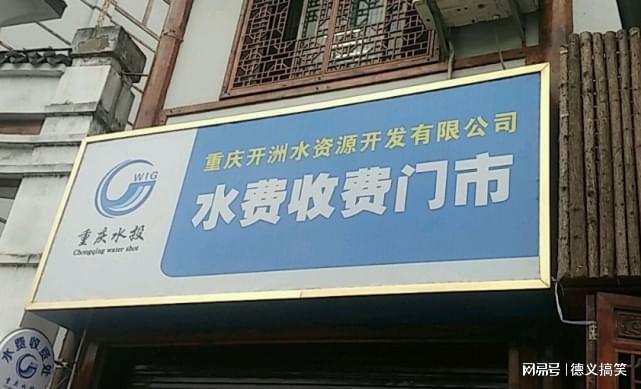 重庆开洲水资源开发有限公司
水费收费门市
WIG
重庆水投
Chongqing water shot
水费收费处
网易号 | 德义搞笑